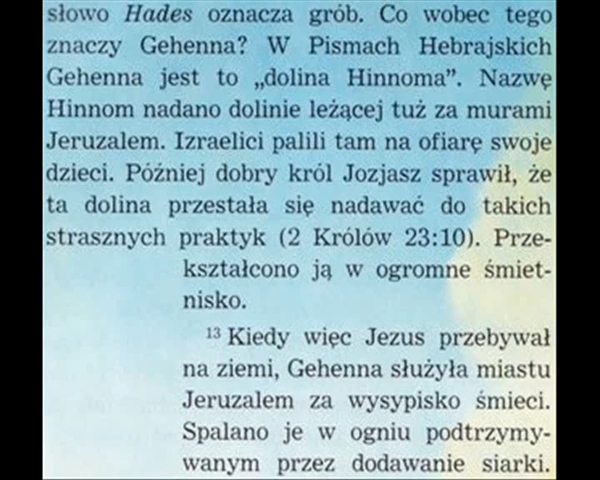 słowo Hades oznacza grób. Co wobec tego
znaczy Gehenna? W Pismach Hebrajskich
Gehenna jest to „dolina Hinnoma”. Nazwę
Hinnom nadano dolinie leżącej tuż za murami
Jeruzalem. Izraelici palili tam na ofiarę swoje
dzieci. Później dobry król Jozjasz sprawił, że
ta dolina przestała się nadawać do takich
strasznych praktyk (2 Królów 23:10). Prze-
kształcono ją w ogromne śmiet-
nisko.
13 Kiedy więc Jezus przebywał
na ziemi, Gehenna służyła miastu
Jeruzalem za wysypisko śmieci.
Spalano je w ogniu podtrzymy-
wanym przez dodawanie siarki.